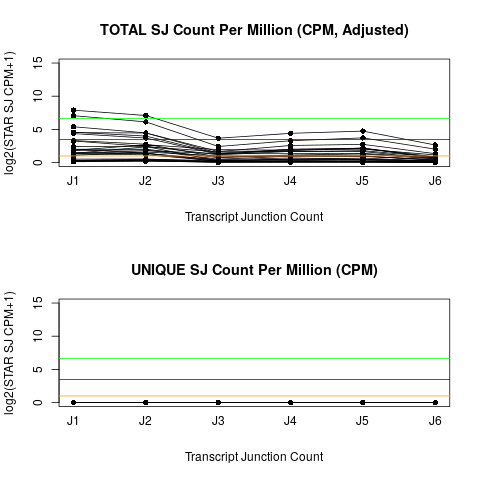 TOTAL SJ Count Per Million (CPM, Adjusted)
log2(STAR SJ CPM+1)
15
10
5
0
J1 J2 J3 J4 J5 J6
Transcript Junction Count
UNIQUE SJ Count Per Million (CPM)
log2(STAR SJ CPM+1)
15
10
5
0
J1 J2 J3 J4 J5 J6
Transcript Junction Count